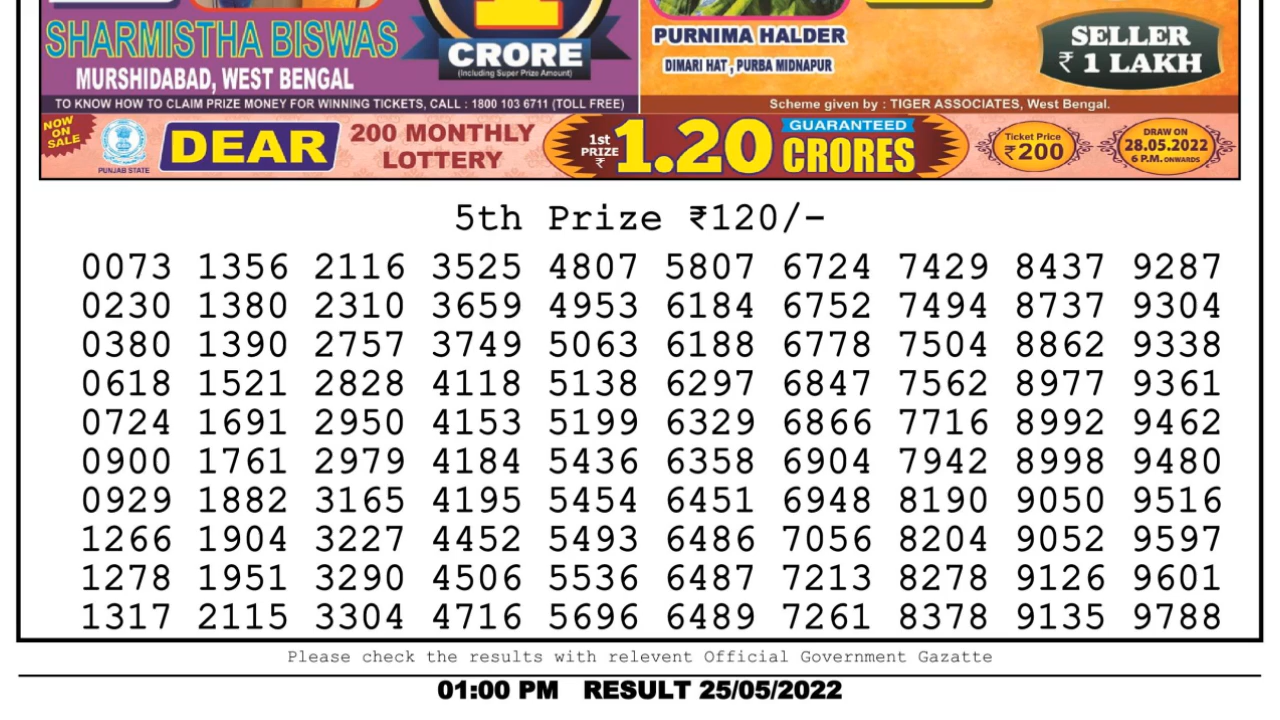 SHARMISTHA BISWAS
MURSHIDABAD, WEST BENGAL
1
CRORE
(Including Super Prize Amount)
PURNIMA HALDER
DIMARI HAT , PURBA MIDNAPUR
SELLER
₹ 1 LAKH
TO KNOW HOW TO CLAIM PRIZE MONEY FOR WINNING TICKETS, CALL : 1800 103 6711 (TOLL FREE)
Scheme given by : TIGER ASSOCIATES, West Bengal.
NOW
ON
SALE
PUNJAB STATE
DEAR
200 MONTHLY
LOTTERY
1st
PRIZE
₹
1.20
GUARANTEED
CRORES
Ticket Price
₹200
DRAW ON
28.05.2022
6 P.M. ONWARDS
5th Prize ₹120/-
0073 1356 2116 3525 4807 5807 6724 7429 8437 9287
0230 1380 2310 3659 4953 6184 6752 7494 8737 9304
0380 1390 2757 3749 5063 6188 6778 7504 8862 9338
0618 1521 2828 4118 5138 6297 6847 7562 8977 9361
0724 1691 2950 4153 5199 6329 6866 7716 8992 9462
0900 1761 2979 4184 5436 6358 6904 7942 8998 9480
0929 1882 3165 4195 5454 6451 6948 8190 9050 9516
1266 1904 3227 4452 5493 6486 7056 8204 9052 9597
1278 1951 3290 4506 5536 6487 7213 8278 9126 9601
1317 2115 3304 4716 5696 6489 7261 8378 9135 9788
Please check the results with relevent Official Government Gazatte
01:00 PM RESULT 25/05/2022